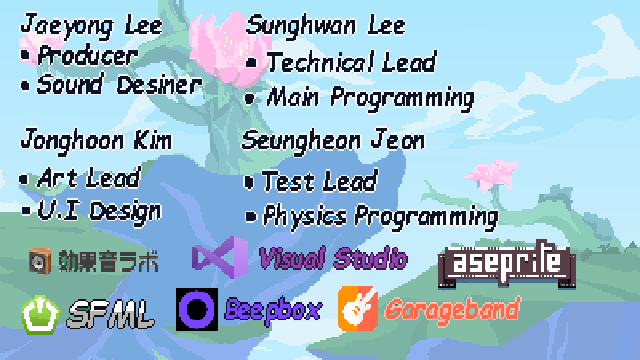 Jaeyong Lee
• Producer
• Sound Desiner
Sunghwan Lee
• Technical Lead
• Main Programming
Jonghoon Kim
• Art Lead
• U.I Design
Seungheon Jeon
• Test Lead
• Physics Programming
効果音ラボ
Visual Studio
aseprite
SFML
Beepbox
Garageband